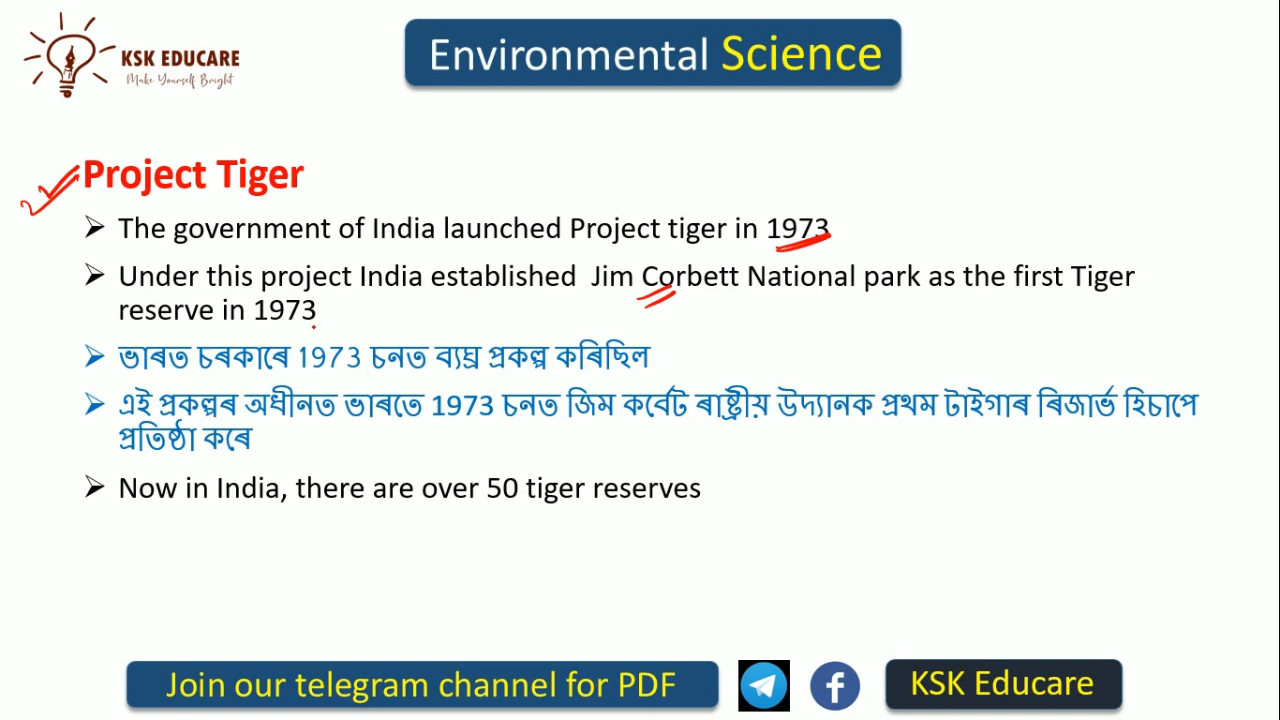 KSK EDUCARE
Make Yourself Bright
Environmental Science
Project Tiger
➢ The government of India launched Project tiger in 1973
➢ Under this project India established Jim Corbett National park as the first Tiger
reserve in 1973
➢ ভাৰত চৰকাৰে 1973 চনত ব্যঘ্ৰ প্ৰকল্প কৰিছিল
➢ এই প্ৰকল্পৰ অধীনত ভাৰতে 1973 চনত জিম কৰ্বেট ৰাষ্ট্ৰীয় উদ্যানক প্ৰথম টাইগাৰ ৰিজাৰ্ভ হিচাপে
প্ৰতিষ্ঠা কৰে
➢ Now in India, there are over 50 tiger reserves
Join our telegram channel for PDF
KSK Educare